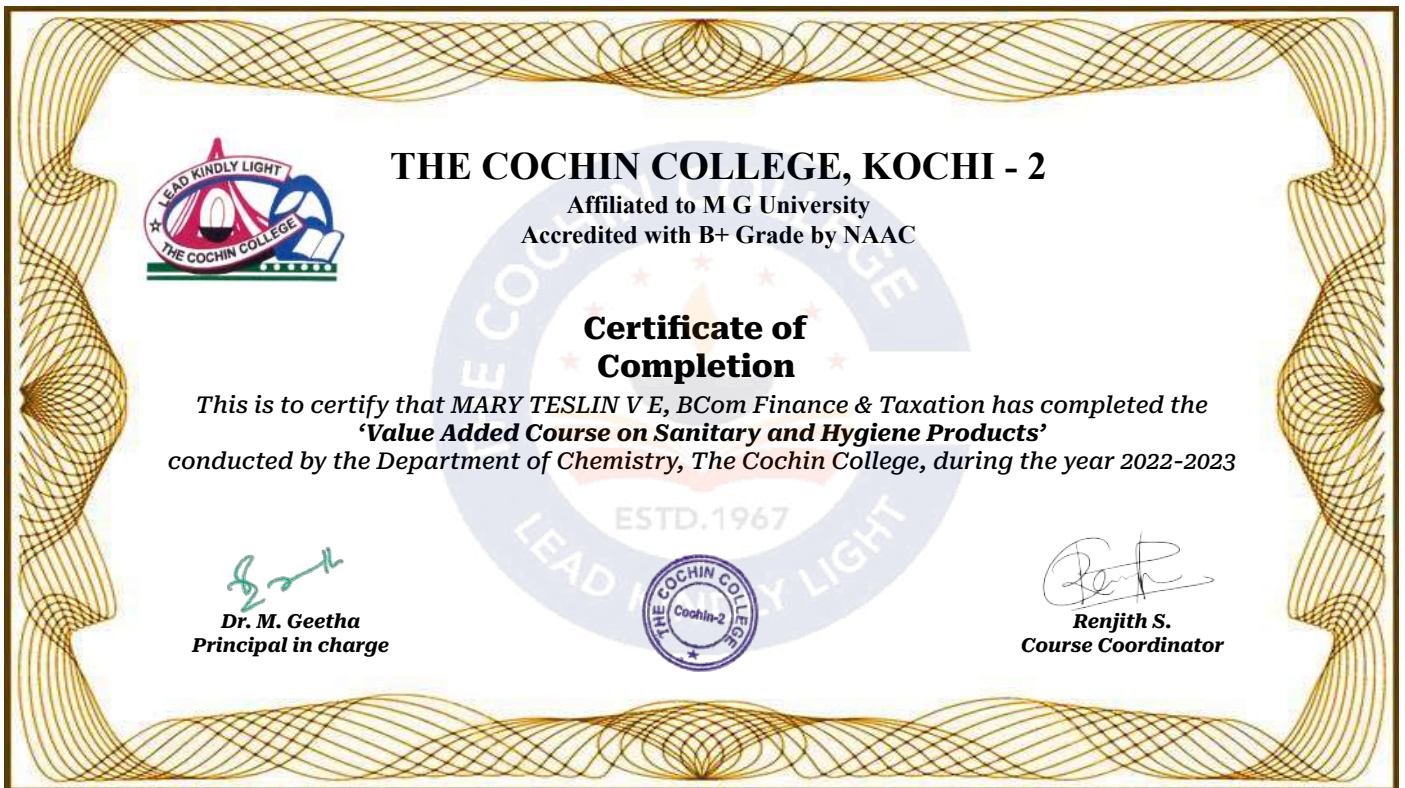 LEAD KINDLY LIGHT
THE COCHIN COLLEGE
THE COCHIN COLLEGE, KOCHI - 2
Affiliated to M G University
Accredited with B+ Grade by NAAC
THE COCHIN COLLEGE
Certificate of
Completion
This is to certify that MARY TESLIN V E, BCom Finance & Taxation has completed the
‘Value Added Course on Sanitary and Hygiene Products’
conducted by the Department of Chemistry, The Cochin College, during the year 2022-2023
ESTD.1967
LEAD KINDLY LIGHT
THE COCHIN COLLEGE
Cochin-2
Dr. M. Geetha
Principal in charge
Renjith S.
Course Coordinator